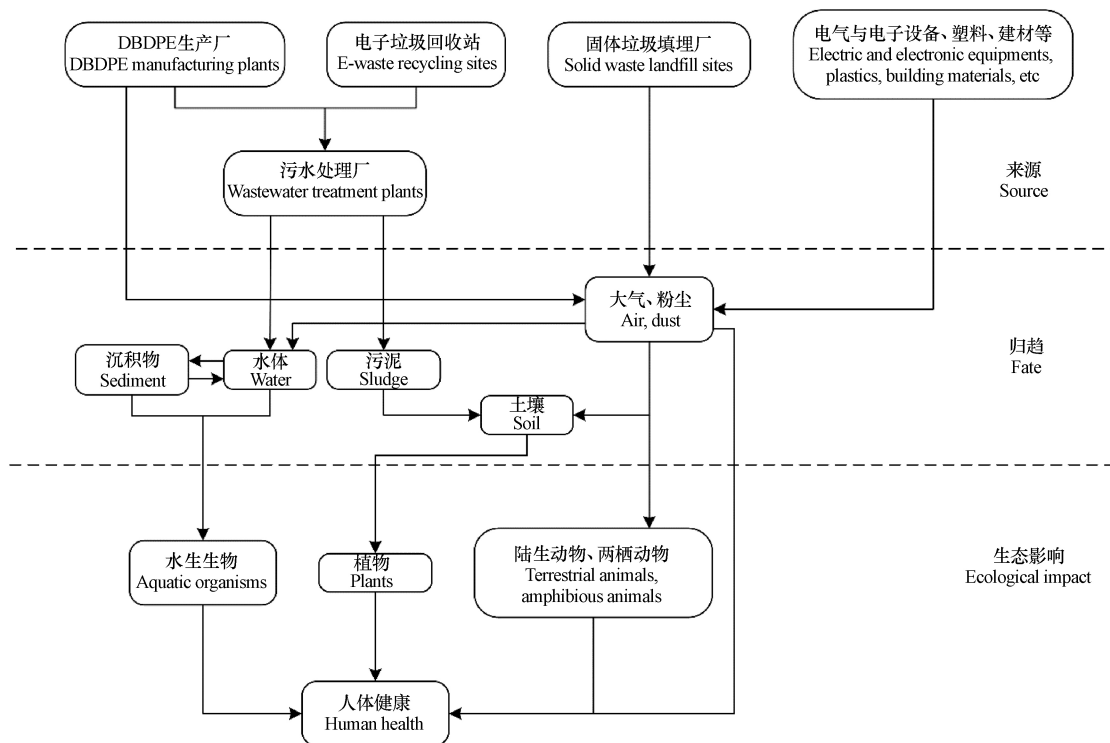 DBDPE生产厂
DBDPE manufacturing plants
电子垃圾回收站
E-waste recycling sites
固体垃圾填埋厂
Solid waste landfill sites
电气与电子设备、塑料、建材等
Electric and electronic equipments,
plastics, building materials, etc
污水处理厂
Wastewater treatment plants
来源
Source
大气、粉尘
Air, dust
沉积物
Sediment
水体
Water
污泥
Sludge
归趋
Fate
土壤
Soil
水生生物
Aquatic organisms
植物
Plants
陆生动物、两栖动物
Terrestrial animals,
amphibious animals
生态影响
Ecological impact
人体健康
Human health